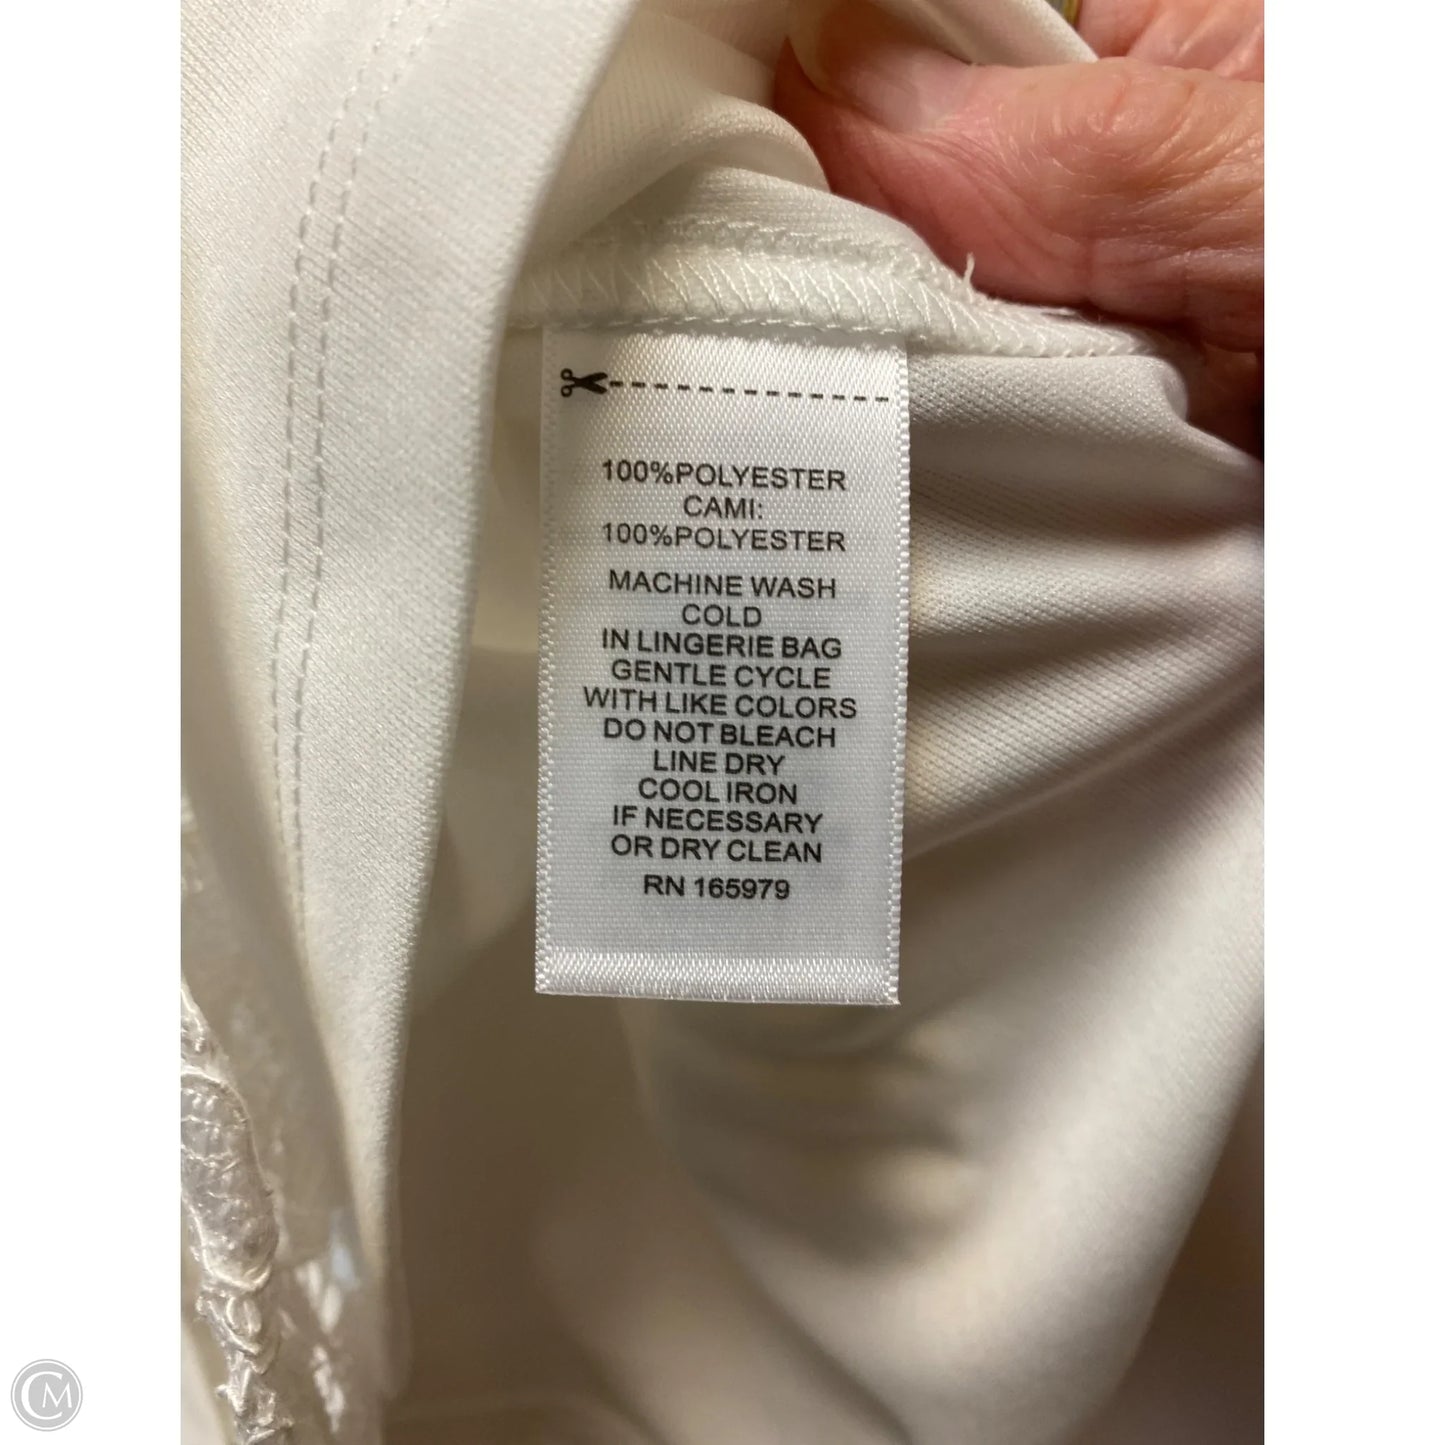 100%POLYESTER
CAMI:
100%POLYESTER
MACHINE WASH
COLD
IN LINGERIE BAG
GENTLE CYCLE
WITH LIKE COLORS
DO NOT BLEACH
LINE DRY
COOL IRON
IF NECESSARY
OR DRY CLEAN
RN 165979
CM